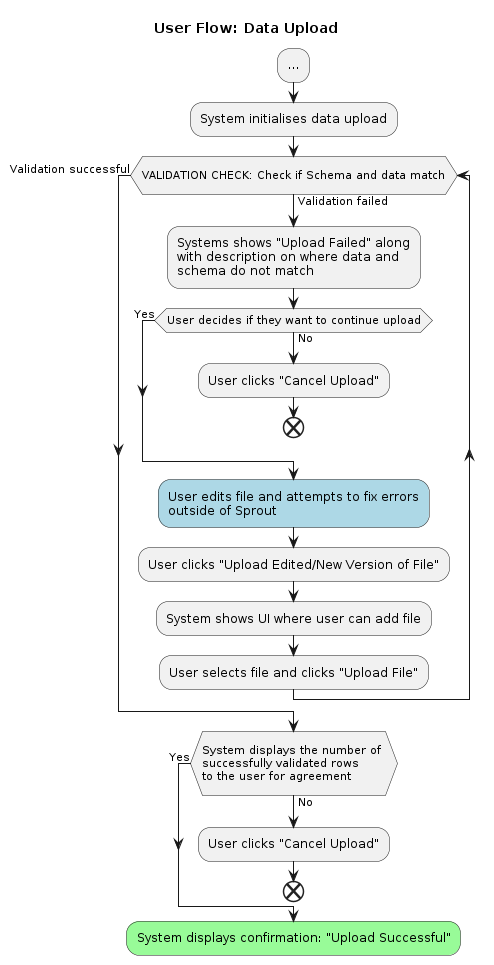 User Flow: Data Upload
...
System initialises data upload
Validation successful
VALIDATION CHECK: Check if Schema and data match
Validation failed
Systems shows "Upload Failed" along
with description on where data and
schema do not match
Yes
User decides if they want to continue upload
No
User clicks "Cancel Upload"
User edits file and attempts to fix errors
outside of Sprout
User clicks "Upload Edited/New Version of File"
System shows UI where user can add file
User selects file and clicks "Upload File"
Yes
System displays the number of
successfully validated rows
to the user for agreement
No
User clicks "Cancel Upload"
System displays confirmation: "Upload Successful"